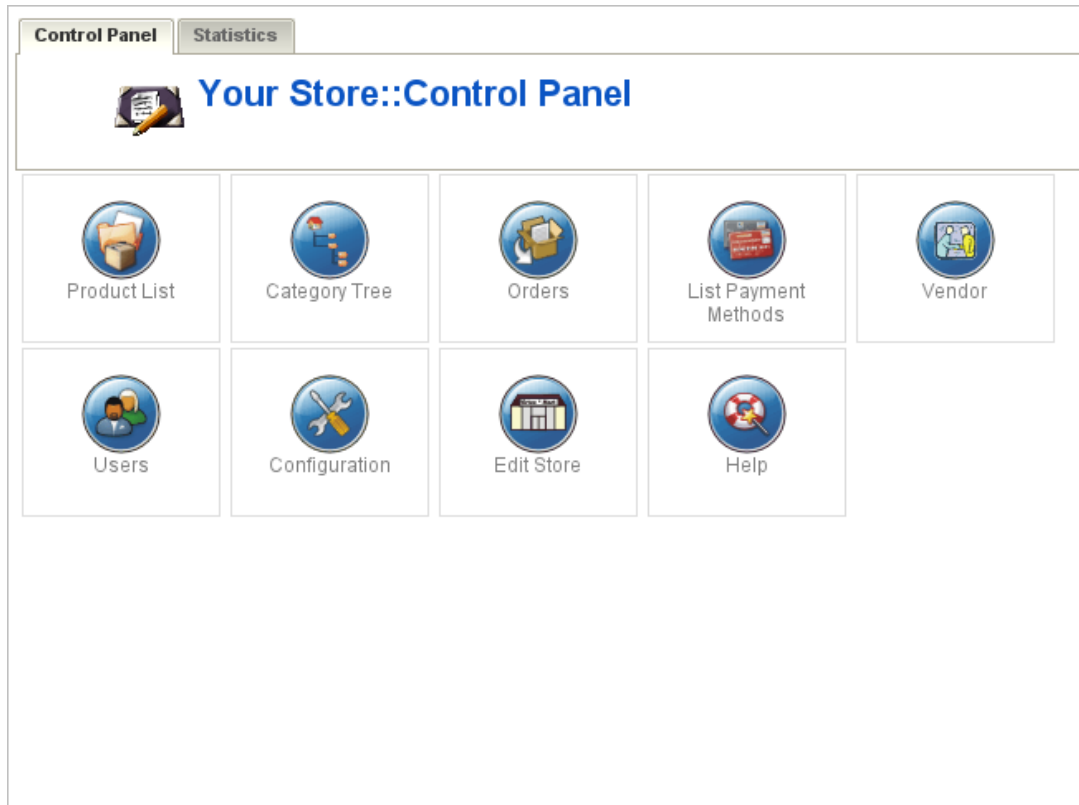 Control Panel Statistics
Your Store::Control Panel
Product List Category Tree Orders List Payment Methods Vendor
Users Configuration Edit Store Help